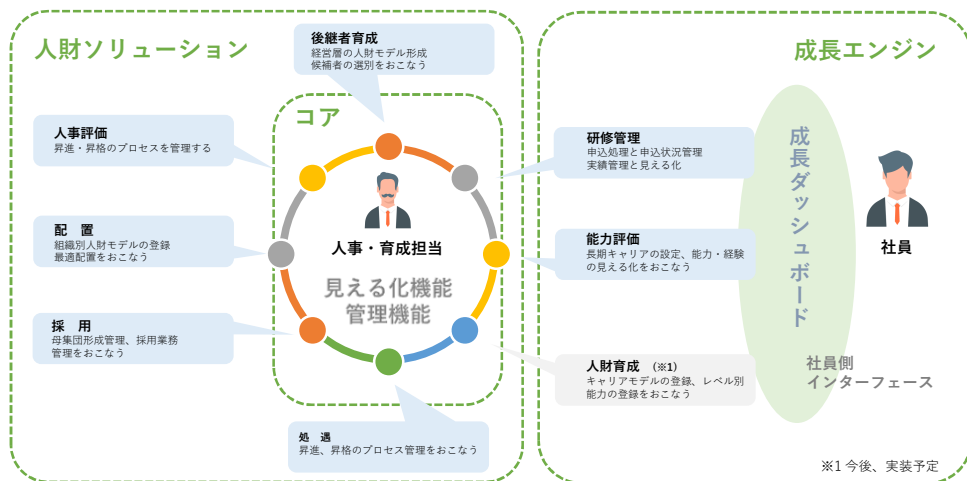 人財ソリューション
後継者育成
経営層の人財モデル形成
候補者の選別をおこなう
コア
人事評価
昇進・昇格のプロセスを管理する
配　置
組織別人財モデルの登録
最適配置をおこなう
採　用
母集団形成管理、採用業務
管理をおこなう
人事・育成担当
見える化機能
管理機能
処　遇
昇進、昇格のプロセス管理をおこなう
成長エンジン
研修管理
申込処理と申込状況管理
実績管理と見える化
能力評価
長期キャリアの設定、能力・経験
の見える化をおこなう
人財育成　(※1)
キャリアモデルの登録、レベル別
能力の登録をおこなう
成長ダッシュボード
社員
社員側
インターフェース
※1 今後、実装予定